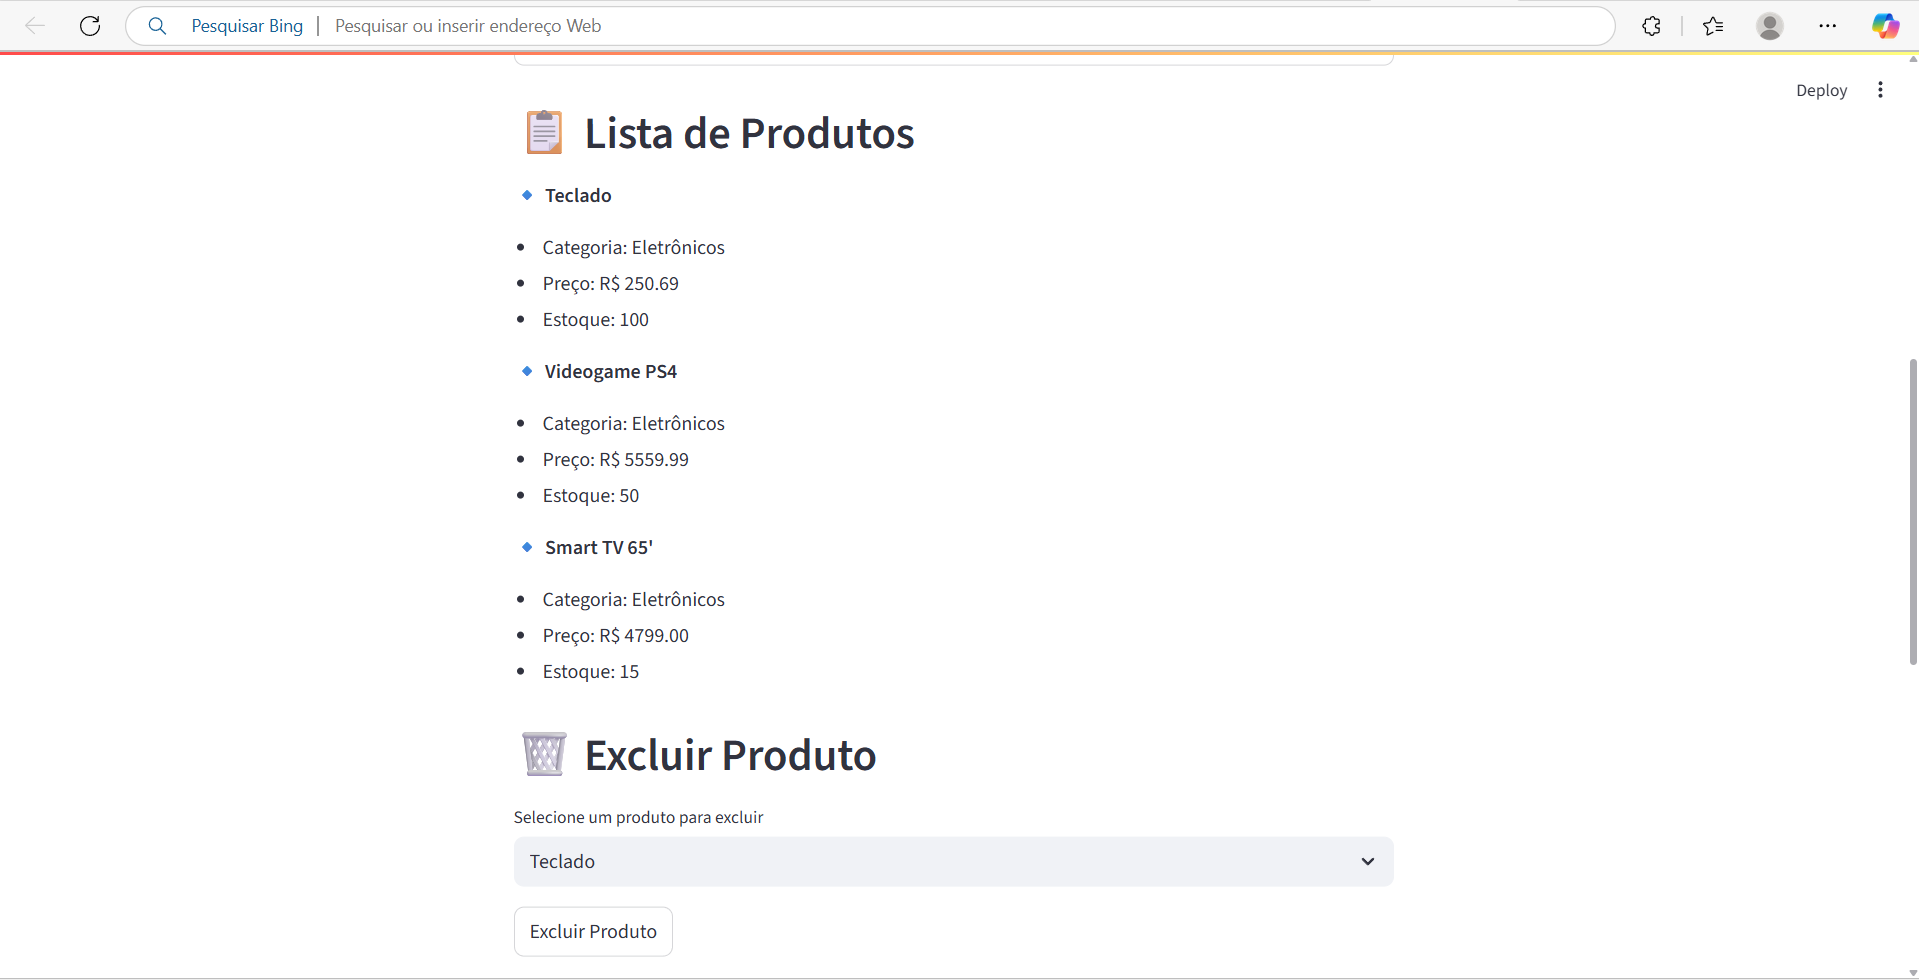 Pesquisar Bing | Pesquisar ou inserir endereço Web
Deploy
Lista de Produtos
Teclado
Categoria: Eletrônicos
Preço: R$ 250.69
Estoque: 100
Videogame PS4
Categoria: Eletrônicos
Preço: R$ 5559.99
Estoque: 50
Smart TV 65'
Categoria: Eletrônicos
Preço: R$ 4799.00
Estoque: 15
Excluir Produto
Selecione um produto para excluir
Teclado
Excluir Produto